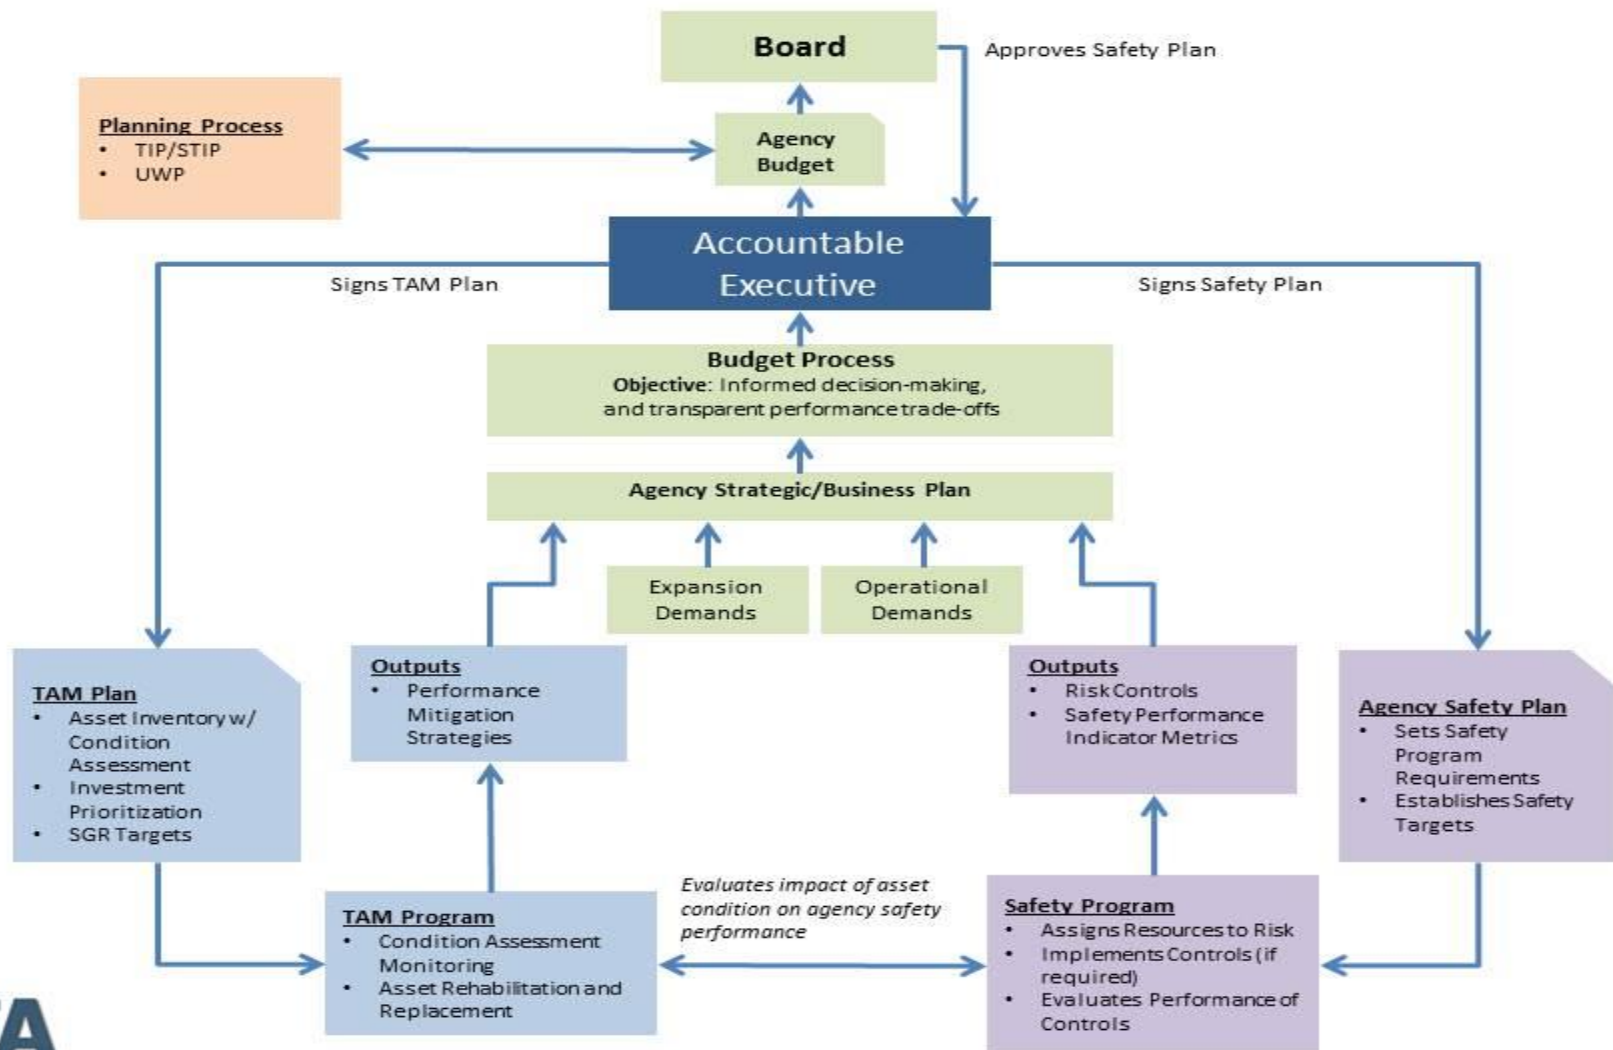 Board
Approves Safety Plan
Planning Process
• TIP/STIP
• UWP
Agency
Budget
Accountable
Executive
Signs TAM Plan
Signs Safety Plan
Budget Process
Objective: Informed decision-making,
and transparent performance trade-offs
Agency Strategic/Business Plan
Expansion
Demands
Operational
Demands
TAM Plan
• Asset Inventory w/
Condition
Assessment
• Investment
Prioritization
• SGR Targets
Outputs
• Performance
Mitigation
Strategies
Outputs
• Risk Controls
• Safety Performance
Indicator Metrics
Agency Safety Plan
• Sets Safety
Program
Requirements
• Establishes Safety
Targets
TAM Program
• Condition Assessment
Monitoring
• Asset Rehabilitation and
Replacement
Evaluates impact of asset
condition on agency safety
performance
Safety Program
• Assigns Resources to Risk
• Implements Controls (if
required)
• Evaluates Performance of
Controls